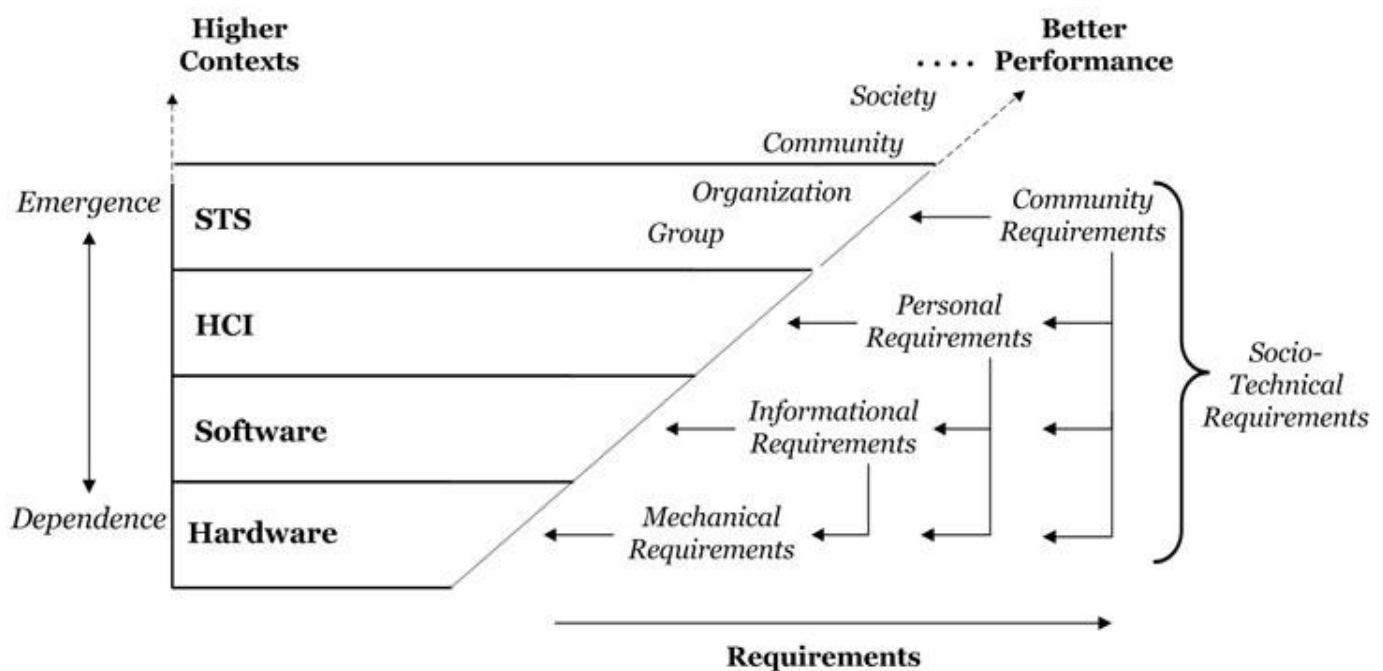 Higher
Contexts
Better
Performance
....
Society
Community
Emergence
STS
Organization
Group
Community
Requirements
HCI
Personal
Requirements
Socio-
Technical
Requirements
Software
Informational
Requirements
Dependence
Hardware
Mechanical
Requirements
Requirements